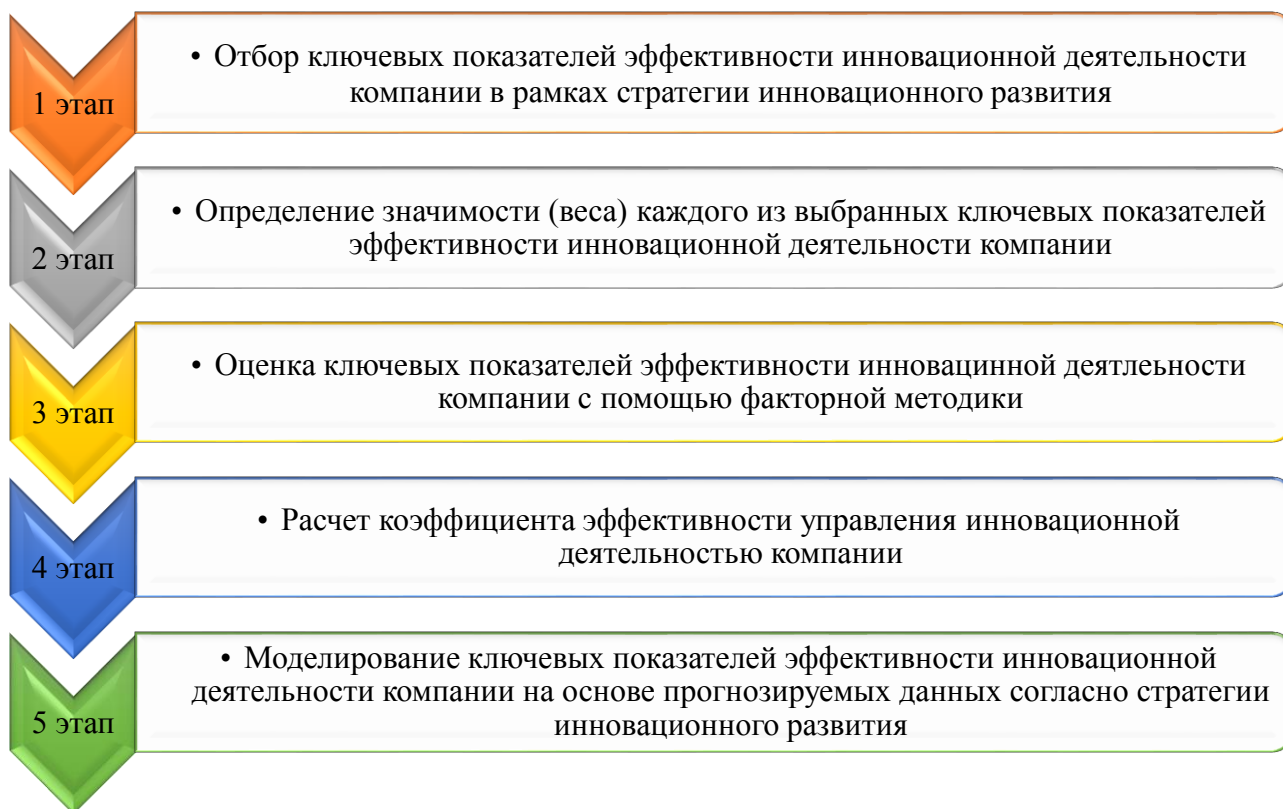 1 этап
• Отбор ключевых показателей эффективности инновационной деятельности
компании в рамках стратегии инновационного развития
2 этап
• Определение значимости (веса) каждого из выбранных ключевых показателей
эффективности инновационной деятельности компании
3 этап
• Оценка ключевых показателей эффективности инновацинной деятлеьности
компании с помощью факторной методики
4 этап
• Расчет коэффициента эффективности управления инновационной
деятельностью компании
5 этап
• Моделирование ключевых показателей эффективности инновационной
деятельности компании на основе прогнозируемых данных согласно стратегии
инновационного развития